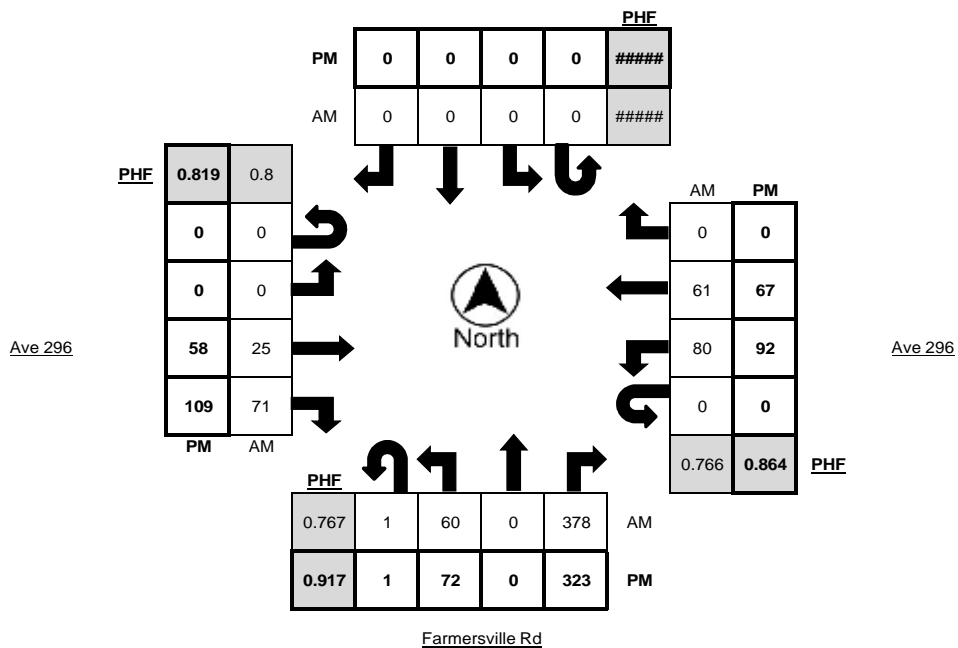 PHF
PM 0 0 0 0 #####
AM 0 0 0 0 #####
PHF 0.819 0.8
0 0
0 0
58 25
109 71
PM AM
Ave 296
North
AM PM
0 0
61 67
80 92
0 0
0.766 0.864 PHF
Ave 296
PHF
0.767 1 60 0 378 AM
0.917 1 72 0 323 PM
Farmersville Rd